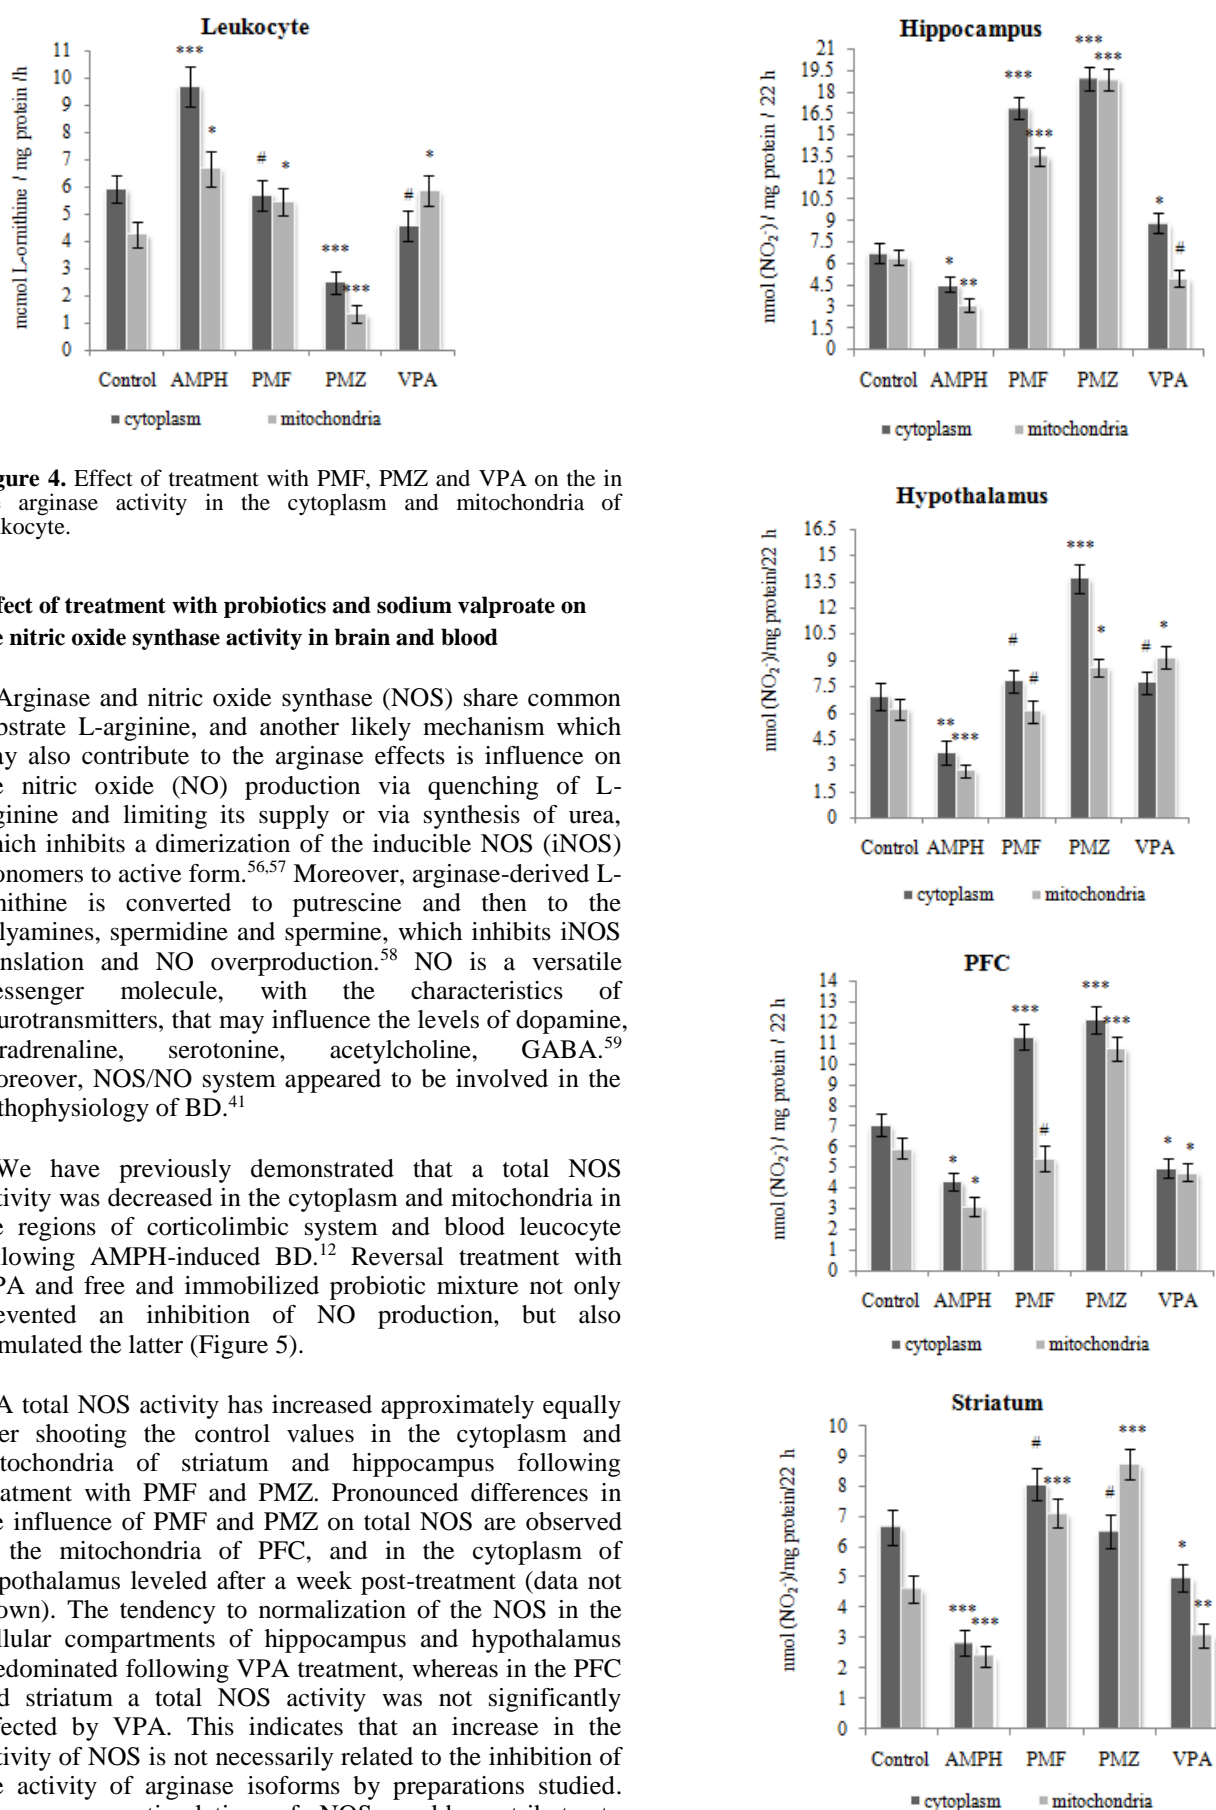 Leukocyte
mcmol L-ornithine / mg protein /h
11
10
9
8
7
6
5
4
3
2
1
0
***
*
#
*
***
***
#
*
Control AMPH PMF PMZ VPA
cytoplasm mitochondria
gure 4. Effect of treatment with PMF, PMZ and VPA on the in
arginase activity in the cytoplasm and mitochondria of
kocyte.
fect of treatment with probiotics and sodium valproate on
e nitric oxide synthase activity in brain and blood
Arginase and nitric oxide synthase (NOS) share common
bstrate L-arginine, and another likely mechanism which
ay also contribute to the arginase effects is influence on
e nitric oxide (NO) production via quenching of L-
ginine and limiting its supply or via synthesis of urea,
hich inhibits a dimerization of the inducible NOS (iNOS)
onomers to active form.56,57 Moreover, arginase-derived L-
nithine is converted to putrescine and then to the
lyamines, spermidine and spermine, which inhibits iNOS
nslation and NO overproduction.58 NO is a versatile
essenger molecule, with the characteristics of
urotransmitters, that may influence the levels of dopamine,
radrenaline, serotonine, acetylcholine, GABA.59
oreover, NOS/NO system appeared to be involved in the
thophysiology of BD.41
We have previously demonstrated that a total NOS
tivity was decreased in the cytoplasm and mitochondria in
e regions of corticolimbic system and blood leucocyte
llowing AMPH-induced BD.12 Reversal treatment with
PA and free and immobilized probiotic mixture not only
evented an inhibition of NO production, but also
mulated the latter (Figure 5).
A total NOS activity has increased approximately equally
er shooting the control values in the cytoplasm and
tochondria of striatum and hippocampus following
eatment with PMF and PMZ. Pronounced differences in
e influence of PMF and PMZ on total NOS are observed
the mitochondria of PFC, and in the cytoplasm of
pothalamus leveled after a week post-treatment (data not
own). The tendency to normalization of the NOS in the
llular compartments of hippocampus and hypothalamus
edominated following VPA treatment, whereas in the PFC
d striatum a total NOS activity was not significantly
fected by VPA. This indicates that an increase in the
tivity of NOS is not necessarily related to the inhibition of
e activity of arginase isoforms by preparations studied.
Hippocampus
nmol (NO2-) / mg protein / 22 h
21
19.5
18
16.5
15
13.5
12
10.5
9
7.5
6
4.5
3
1.5
0
*
**
***
***
***
***
*
#
Control AMPH PMF PMZ VPA
cytoplasm mitochondria
Hypothalamus
nmol (NO2-)/mg protein/22 h
16.5
15
13.5
12
10.5
9
7.5
6
4.5
3
1.5
0
**
***
#
#
***
*
#
*
Control AMPH PMF PMZ VPA
cytoplasm mitochondria
PFC
nmol (NO2-) / mg protein / 22 h
14
13
12
11
10
9
8
7
6
5
4
3
2
1
0
*
*
***
#
***
***
*
*
Control AMPH PMF PMZ VPA
cytoplasm mitochondria
Striatum
nmol (NO2-)/mg protein/22 h
10
9
8
7
6
5
4
3
2
1
0
***
***
#
***
#
***
*
**
Control AMPH PMF PMZ VPA
cytoplasm mitochondria